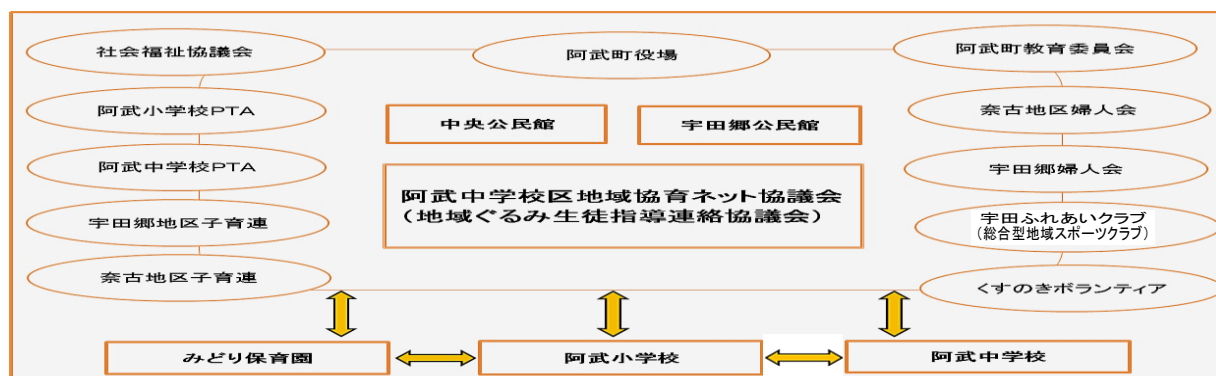 社会福祉協議会
阿武町役場
阿武町教育委員会
阿武小学校PTA
中央公民館
宇田郷公民館
奈古地区婦人会
阿武中学校PTA
宇田郷婦人会
阿武中学校区地域協育ネット協議会
(地域ぐるみ生徒指導連絡協議会)
宇田郷地区子育連
宇田ふれあいクラブ
(総合型地域スポーツクラブ)
奈古地区子育連
くすのきボランティア
みどり保育園
阿武小学校
阿武中学校